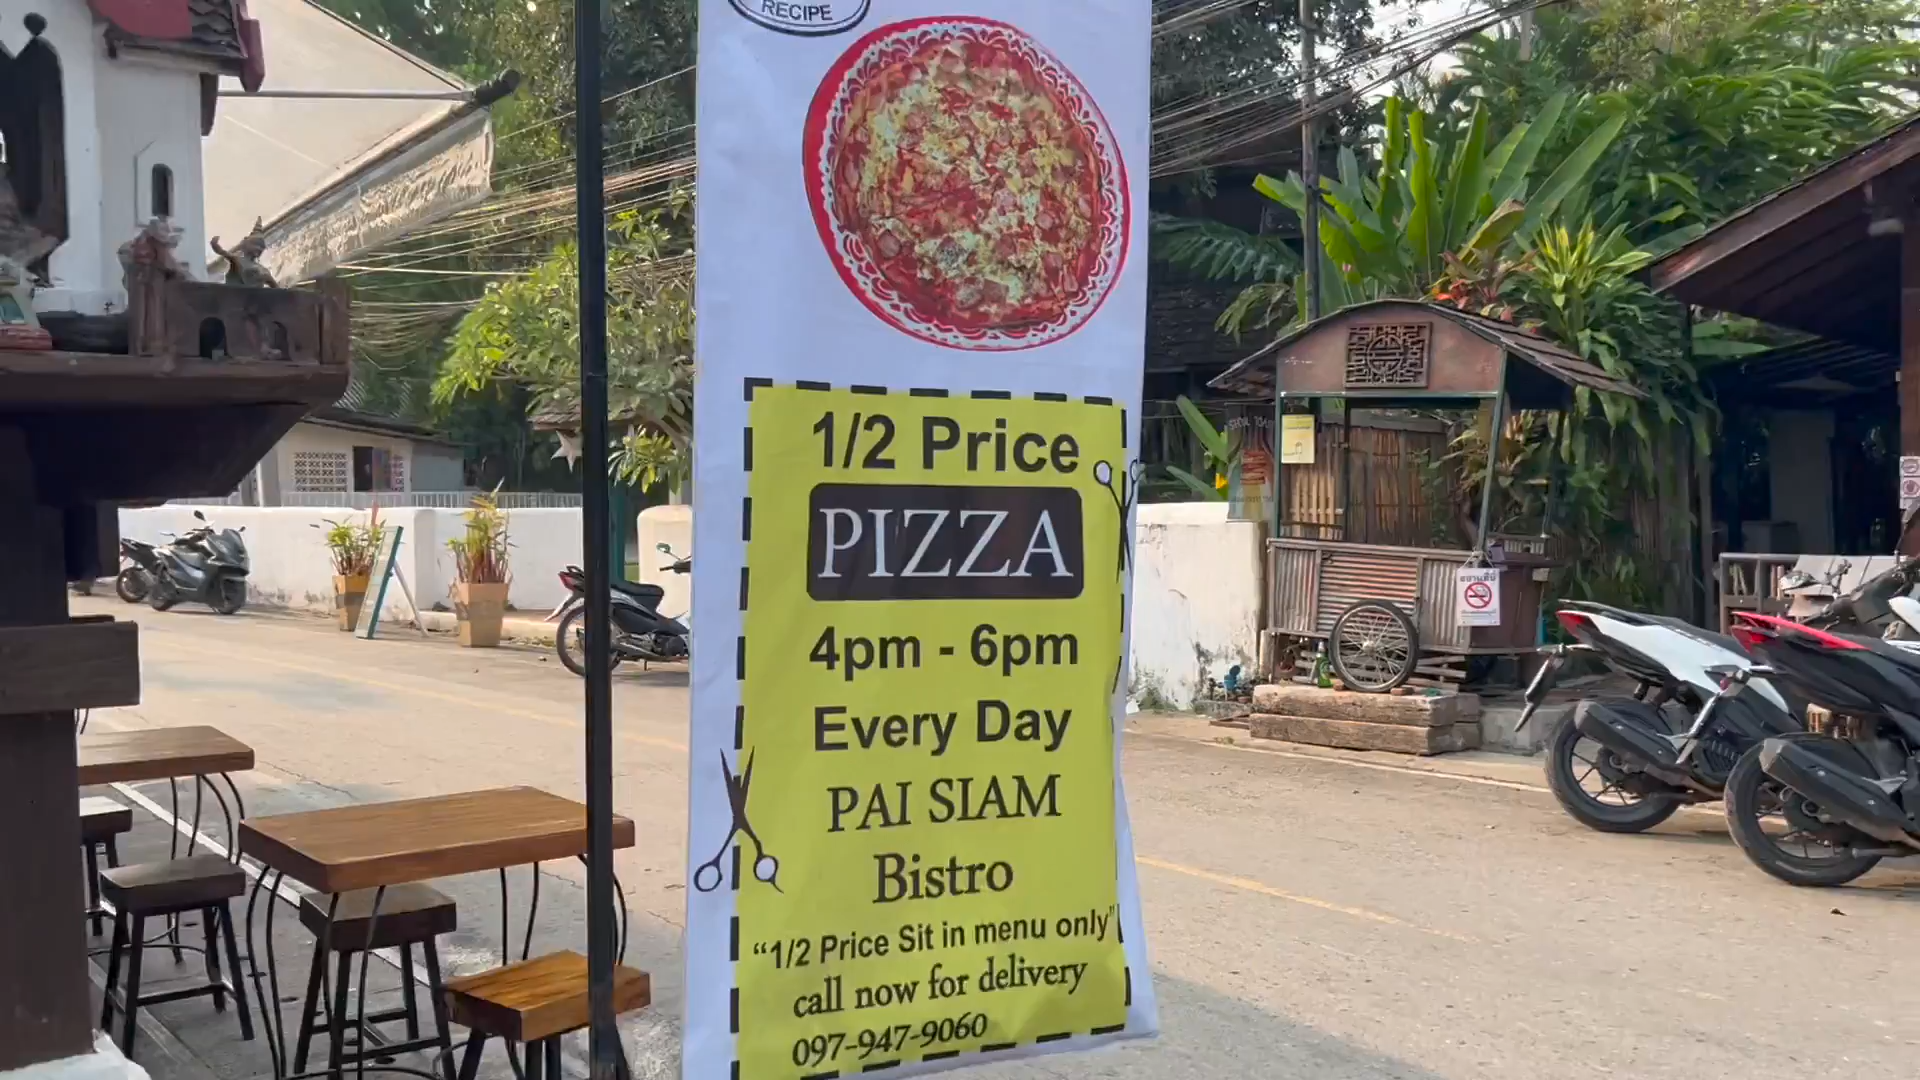 RECIPE
1/2 Price
PIZZA
4pm - 6pm
Every Day
PAI SIAM
Bistro
“1/2 Price Sit in menu only”
call now for delivery
097-947-9060